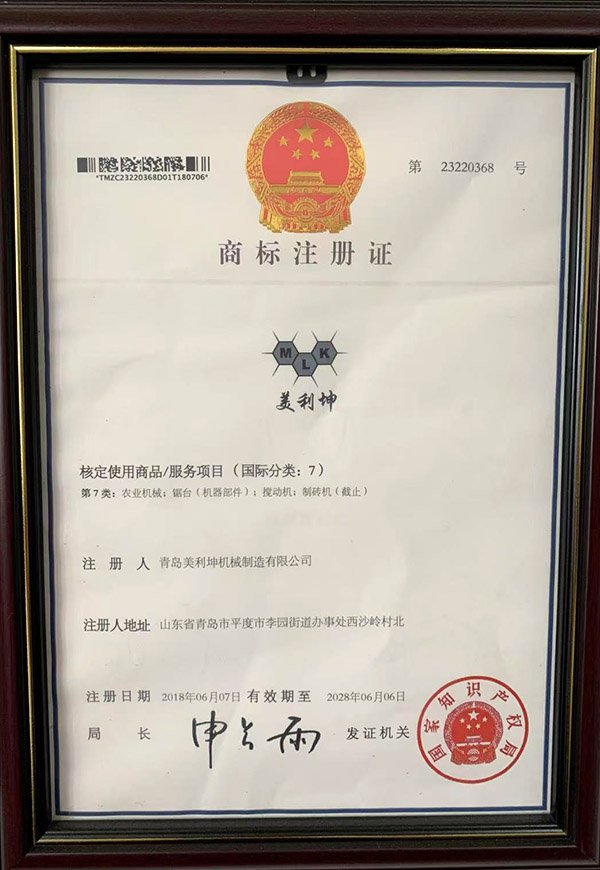 *TMZC23220368D01T180706*
第 23220368 号
商标注册证
M L K
美利坤
核定使用商品/服务项目（国际分类：7）
第7类：农业机械；锯台（机器部件）；搅动机；制砖机（截止）
注 册 人 青岛美利坤机械制造有限公司
注册人地址 山东省青岛市平度市李园街道办事处西沙岭村北
注册日期 2018年06月07日 有效期至 2028年06月06日
局 长 申长雨 发证机关
国家知识产权局